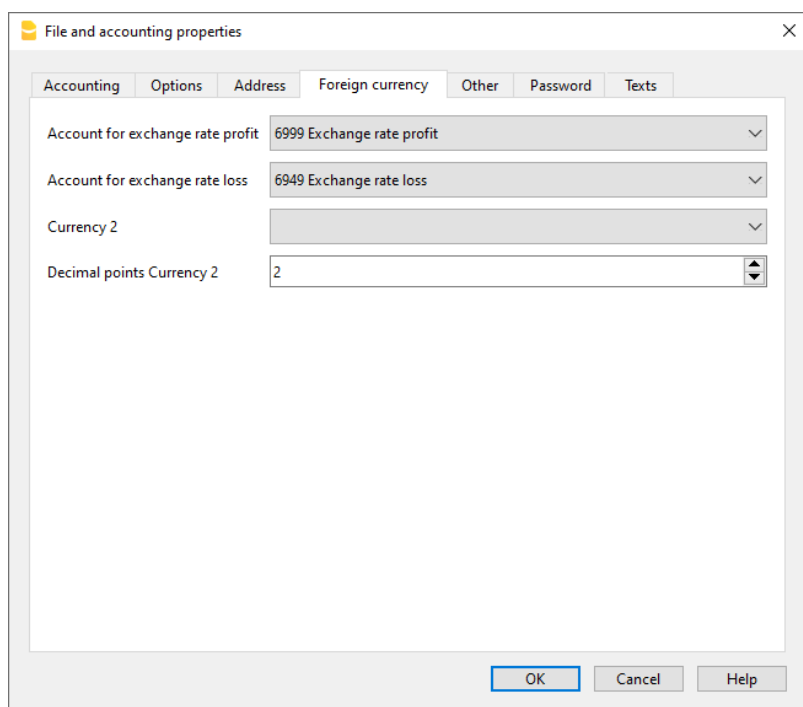 File and accounting properties
Accounting Options Address Foreign currency Other Password Texts
Account for exchange rate profit 6999 Exchange rate profit
Account for exchange rate loss 6949 Exchange rate loss
Currency 2
Decimal points Currency 2 2
OK Cancel Help